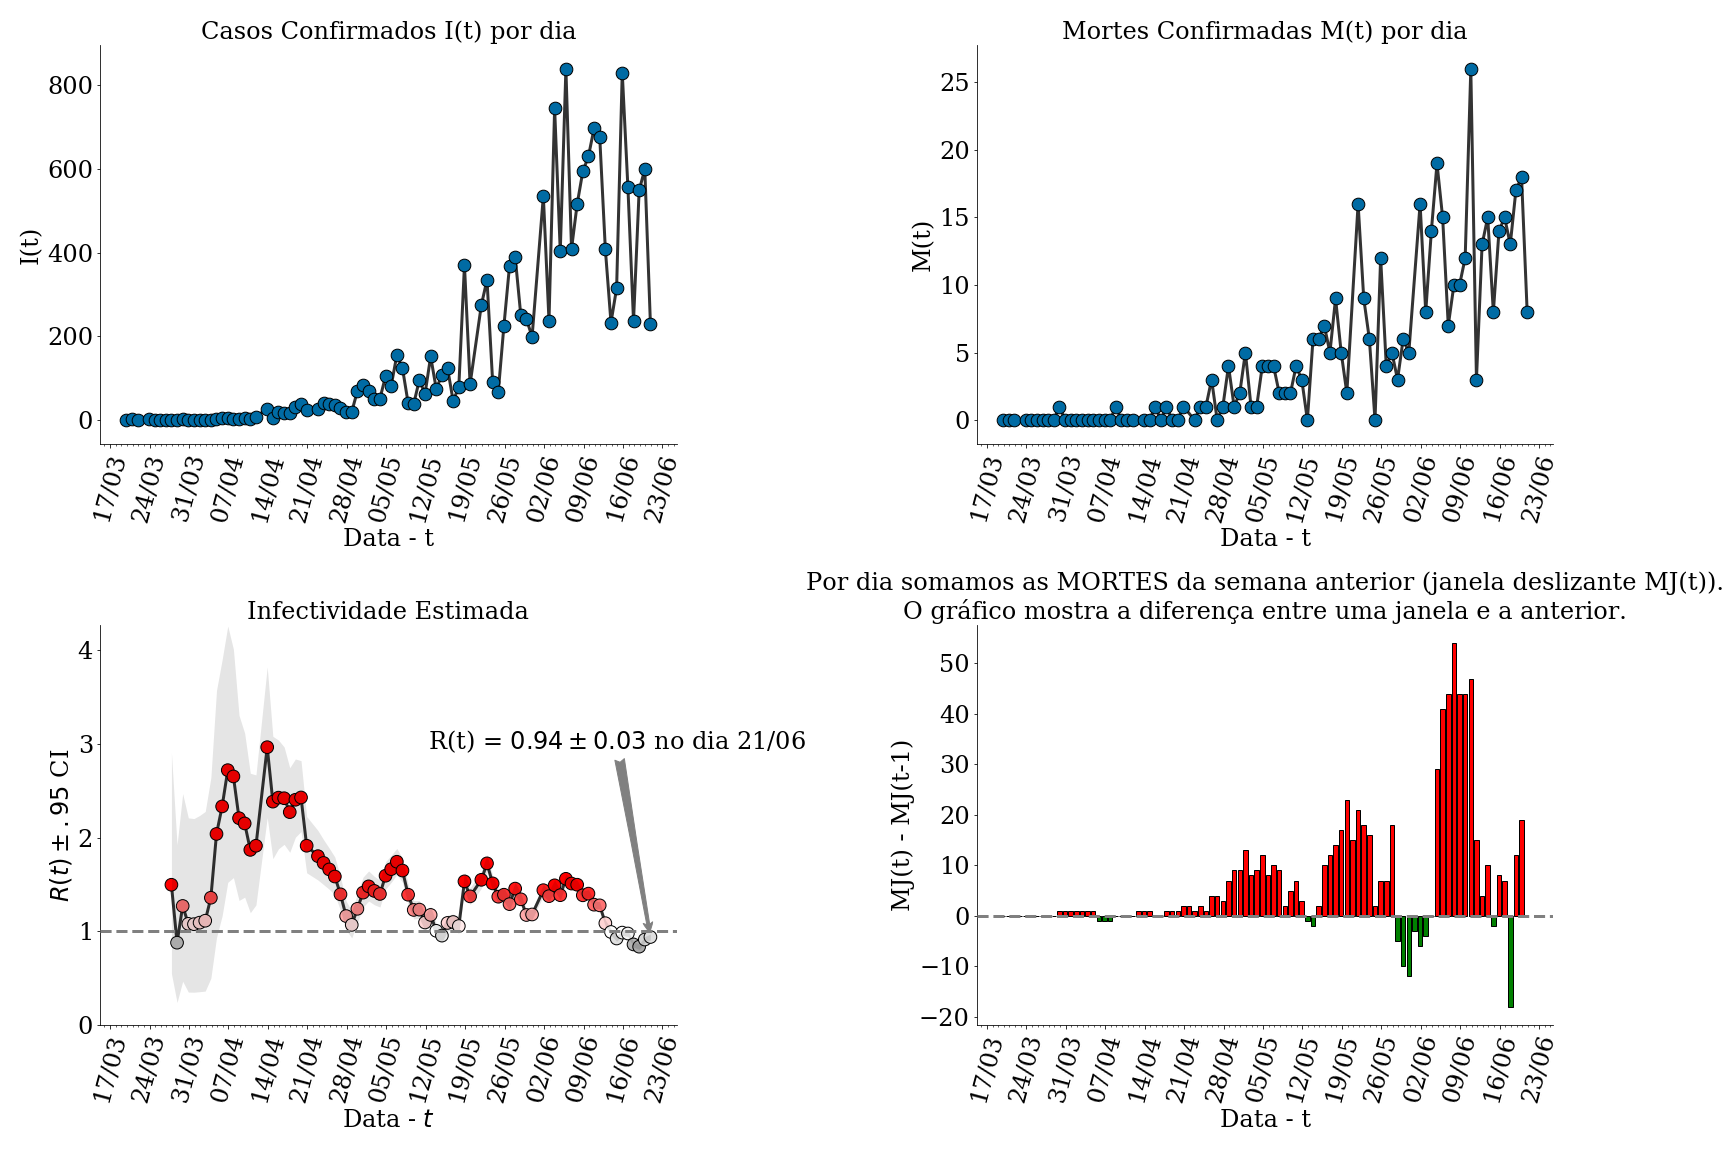 Casos Confirmados I(t) por dia
I(t)
800
600
400
200
0
17/03 24/03 31/03 07/04 14/04 21/04 28/04 05/05 12/05 19/05 26/05 02/06 09/06 16/06 23/06
Data - t
Mortes Confirmadas M(t) por dia
M(t)
25
20
15
10
5
0
17/03 24/03 31/03 07/04 14/04 21/04 28/04 05/05 12/05 19/05 26/05 02/06 09/06 16/06 23/06
Data - t
Infectividade Estimada
R(t) ± .95 CI
4
3
2
1
0
R(t) = 0.94 ± 0.03 no dia 21/06
17/03 24/03 31/03 07/04 14/04 21/04 28/04 05/05 12/05 19/05 26/05 02/06 09/06 16/06 23/06
Data - t
Por dia somamos as MORTES da semana anterior (janela deslizante MJ(t)).
O gráfico mostra a diferença entre uma janela e a anterior.
MJ(t) - MJ(t-1)
50
40
30
20
10
0
−10
−20
17/03 24/03 31/03 07/04 14/04 21/04 28/04 05/05 12/05 19/05 26/05 02/06 09/06 16/06 23/06
Data - t